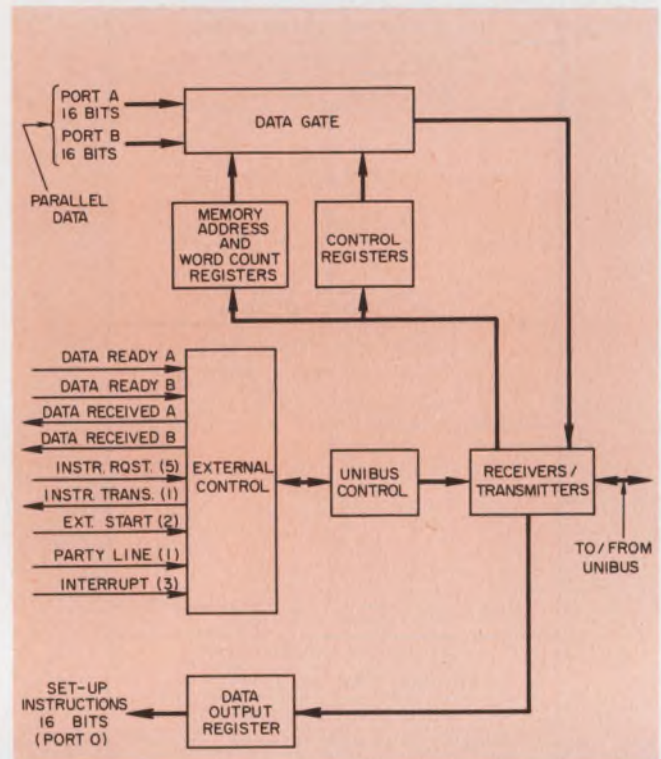 PORT A
16 BITS
PORT B
16 BITS
PARALLEL
DATA
DATA GATE
MEMORY
ADDRESS
AND
WORD COUNT
REGISTERS
CONTROL
REGISTERS
DATA READY A
DATA READY B
DATA RECEIVED A
DATA RECEIVED B
INSTR. RQST. (5)
INSTR. TRANS. (1)
EXT. START (2)
PARTY LINE (1)
INTERRUPT (3)
EXTERNAL
CONTROL
UNIBUS
CONTROL
RECEIVERS/
TRANSMITTERS
TO/FROM
UNIBUS
SET-UP
INSTRUCTIONS
16 BITS
(PORT O)
DATA
OUTPUT
REGISTER